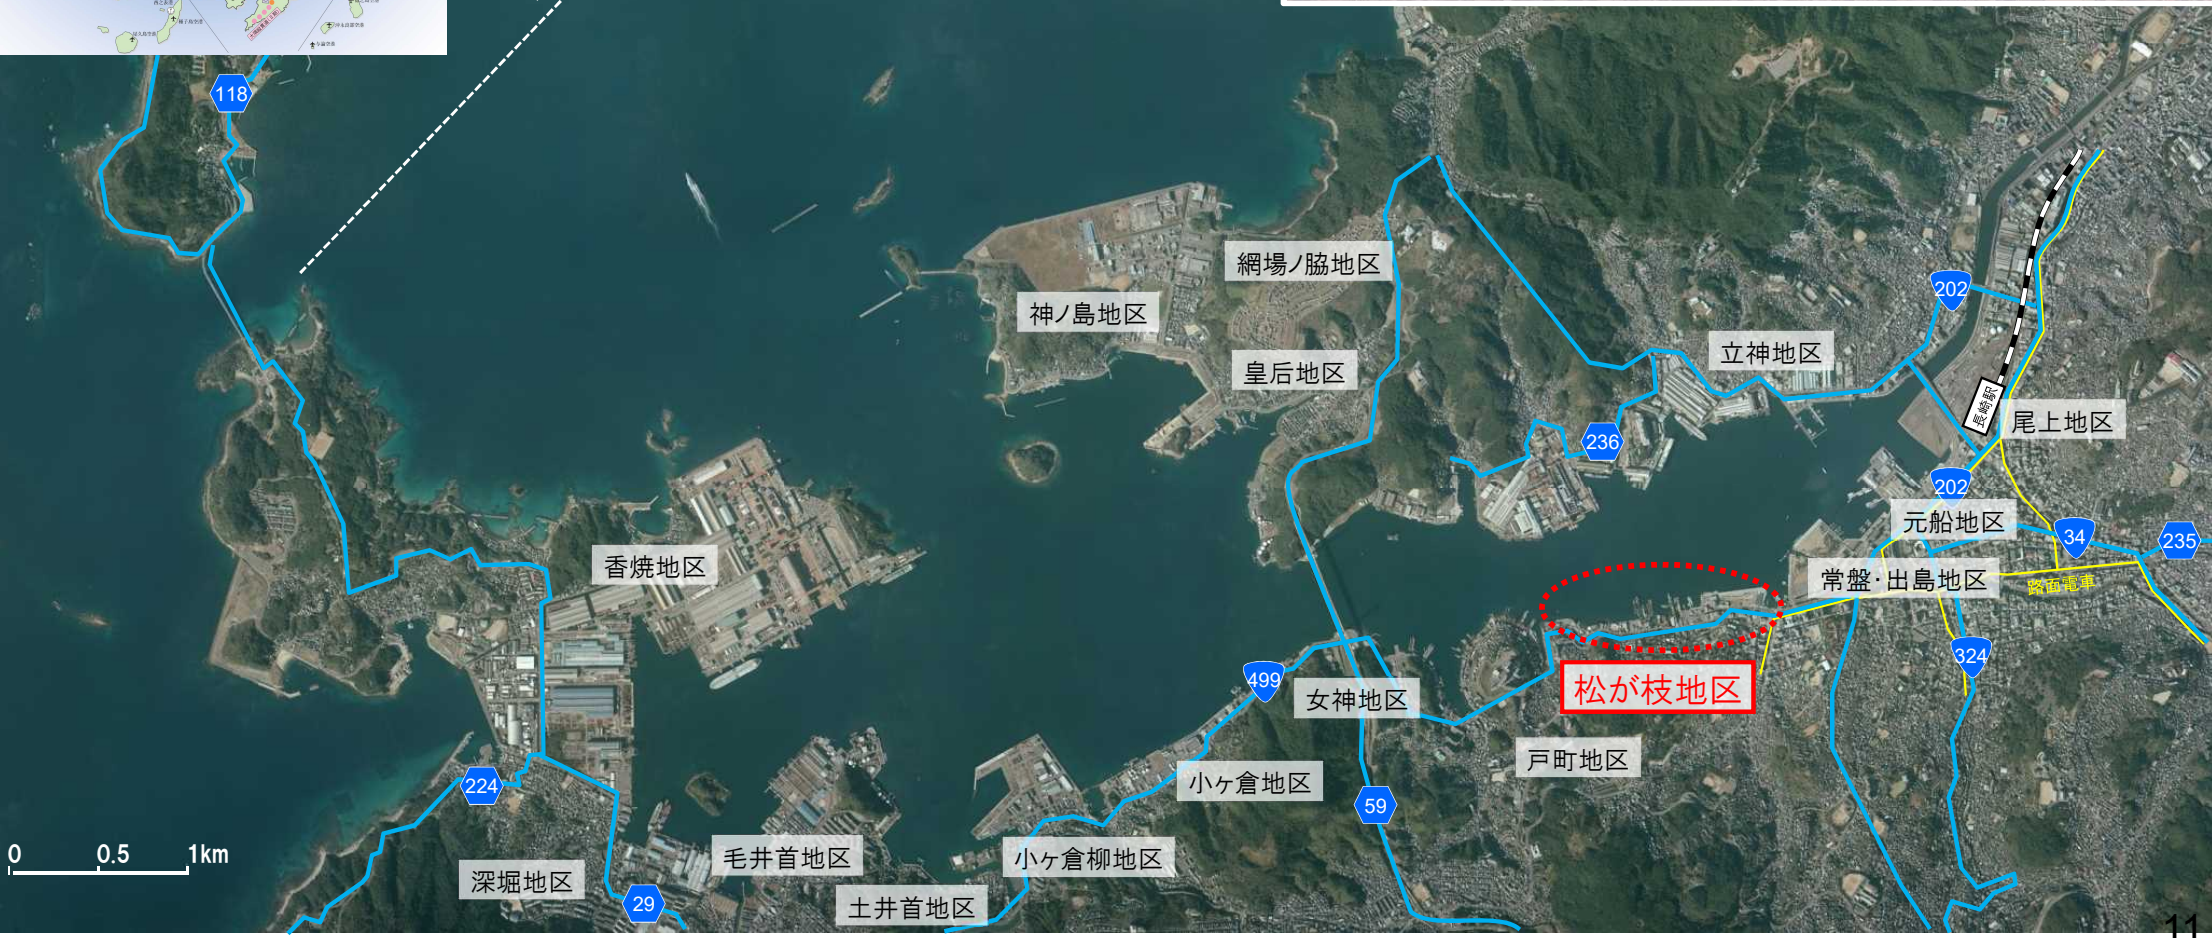 118
網場ノ脇地区
202
神ノ島地区
立神地区
皇后地区
長崎駅
尾上地区
236
202
元船地区
34
235
香焼地区
常盤・出島地区
路面電車
324
499
松が枝地区
女神地区
戸町地区
小ヶ倉地区
224
59
0 0.5 1km
毛井首地区
小ヶ倉柳地区
深堀地区
29
土井首地区
11